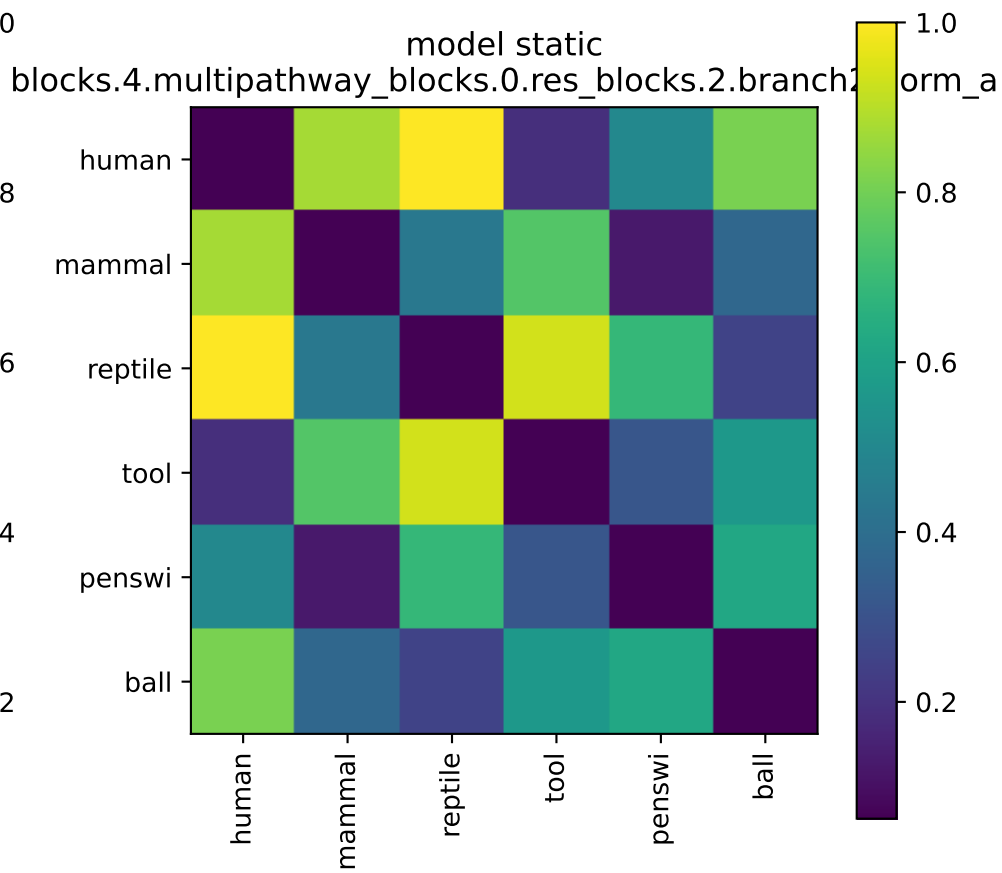 model static
blocks.4.multipathway_blocks.0.res_blocks.2.branch2 orm_a
human
mammal
reptile
tool
penswi
ball
human
mammal
reptile
tool
penswi
ball
1.0
0.8
0.6
0.4
0.2
0
8
6
4
2